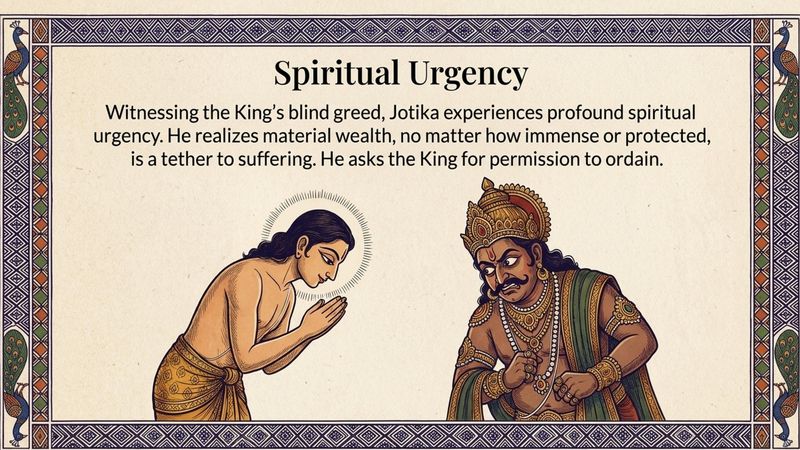 Spiritual Urgency
Witnessing the King's blind greed, Jotika experiences profound spiritual
urgency. He realizes material wealth, no matter how immense or protected,
is a tether to suffering. He asks the King for permission to ordain.